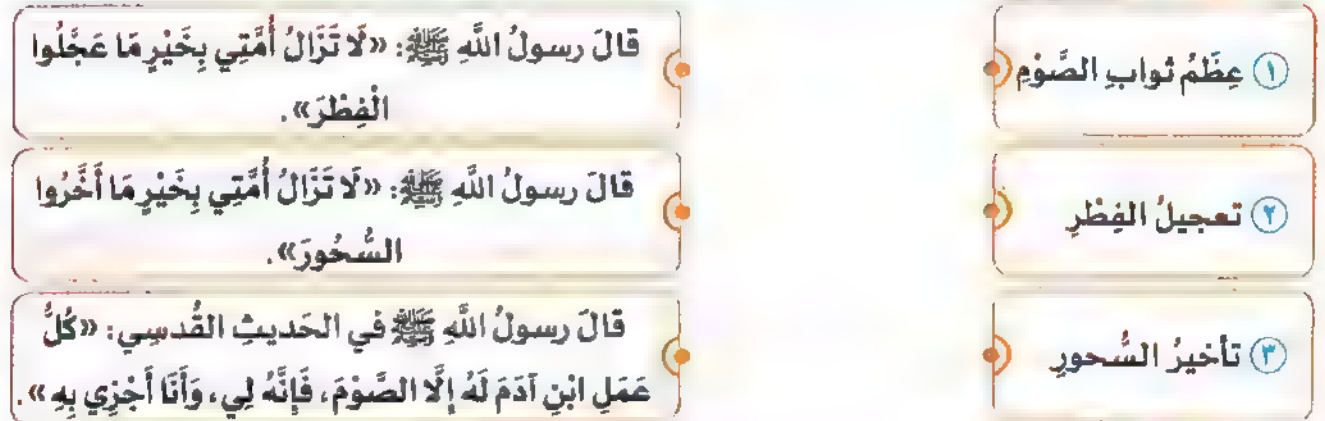 ① عِظَمُ ثوابِ الصَّوْمِ
قالَ رسولُ اللَّهِ ﷺ: «لَا تَزَالُ أُمَّتِي بِخَيْرٍ مَا عَجَّلُوا
الْفِطْرَ».
② تعجيلُ الفِطْرِ
قالَ رسولُ اللَّهِ ﷺ: «لَا تَزَالُ أُمَّتِي بِخَيْرٍ مَا أَخَّرُوا
السُّحُورَ».
③ تأخيرُ السُّحورِ
قالَ رسولُ اللَّهِ ﷺ في الحَديثِ القُدسِي: «كُلُّ
عَمَلِ ابْنِ آدَمَ لَهُ إِلَّا الصَّوْمَ، فَإِنَّهُ لِي، وَأَنَا أَجْزِي بِهِ».